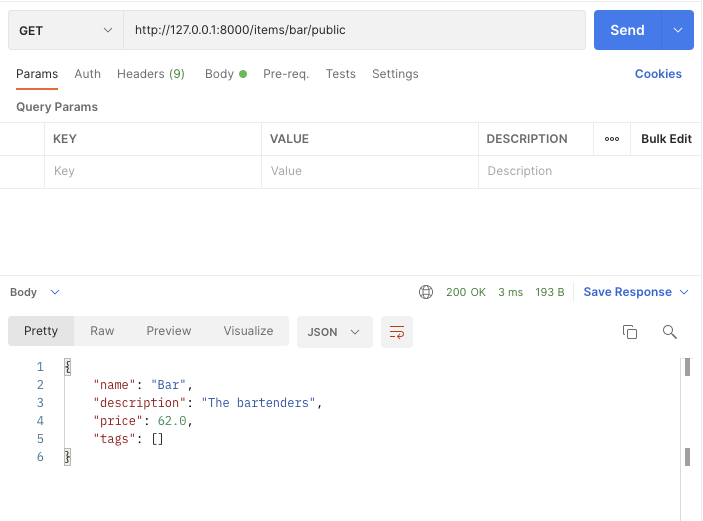 GET http://127.0.0.1:8000/items/bar/public Send
Params Auth Headers (9) Body Pre-req. Tests Settings Cookies
Query Params
KEY VALUE DESCRIPTION ooo Bulk Edit
Key Value Description
Body 200 OK 3 ms 193 B Save Response
Pretty Raw Preview Visualize JSON
1 {
2 "name": "Bar",
3 "description": "The bartenders",
4 "price": 62.0,
5 "tags": []
6 }